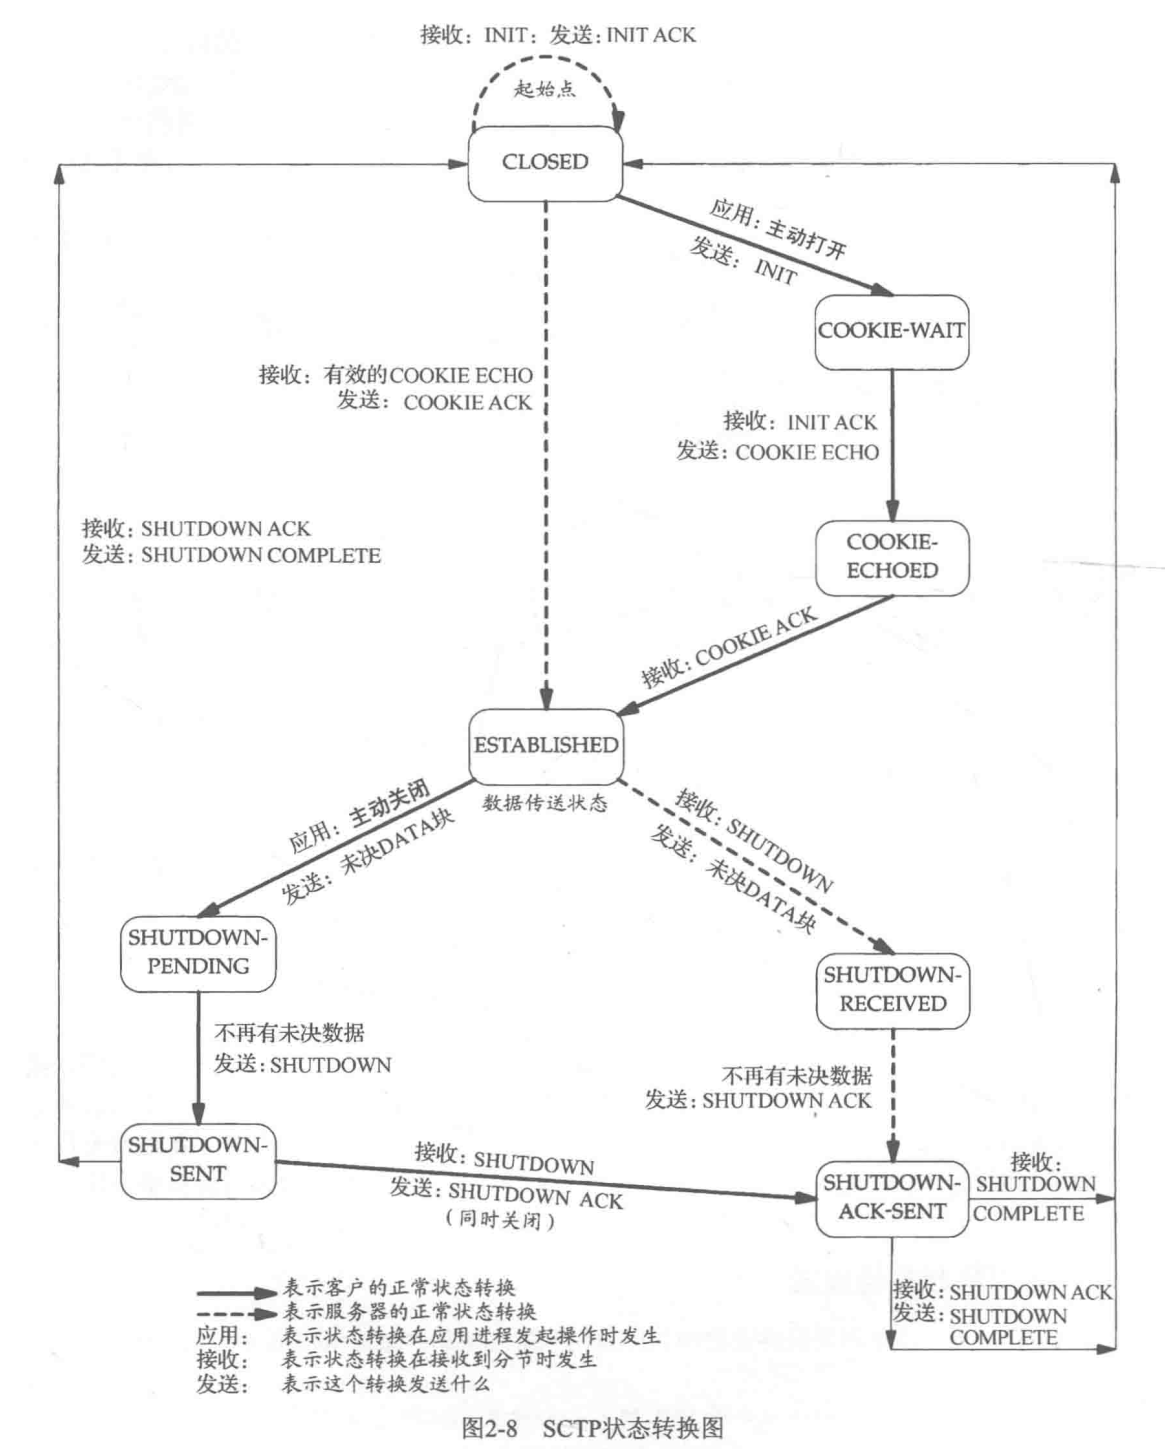 接收：INIT；发送：INIT ACK
起始点
CLOSED
应用：主动打开
发送：INIT
COOKIE-WAIT
接收：有效的COOKIE ECHO
发送：COOKIE ACK
接收：INIT ACK
发送：COOKIE ECHO
接收：SHUTDOWN ACK
发送：SHUTDOWN COMPLETE
COOKIE-
ECHOED
接收：COOKIE ACK
ESTABLISHED
数据传送状态
应用：主动关闭
发送：未决DATA块
接收：SHUTDOWN
发送：未决DATA块
SHUTDOWN-
PENDING
SHUTDOWN-
RECEIVED
不再有未决数据
发送：SHUTDOWN
不再有未决数据
发送：SHUTDOWN ACK
SHUTDOWN-
SENT
接收：SHUTDOWN
发送：SHUTDOWN ACK
（同时关闭）
SHUTDOWN-
ACK-SENT
接收：
SHUTDOWN
COMPLETE
接收：SHUTDOWN ACK
发送：SHUTDOWN
COMPLETE
表示客户的正常状态转换
表示服务器的正常状态转换
应用： 表示状态转换在应用进程发起操作时发生
接收： 表示状态转换在接收到分节时发生
发送： 表示这个转换发送什么
图2-8 SCTP状态转换图